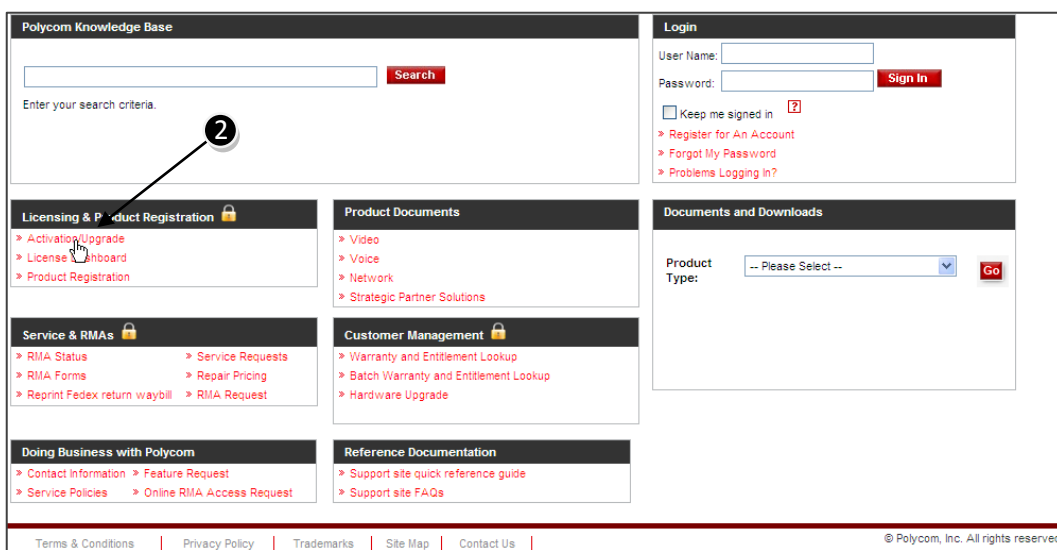 Polycom Knowledge Base
Search
Enter your search criteria.
2
Login
User Name:
Password:
Sign In
Keep me signed in
?
» Register for An Account
» Forgot My Password
» Problems Logging In?
Licensing & Product Registration
» Activation/Upgrade
» License Dashboard
» Product Registration
Product Documents
» Video
» Voice
» Network
» Strategic Partner Solutions
Documents and Downloads
Product Type:
-- Please Select --
Go
Service & RMAs
» RMA Status » Service Requests
» RMA Forms » Repair Pricing
» Reprint Fedex return waybill » RMA Request
Customer Management
» Warranty and Entitlement Lookup
» Batch Warranty and Entitlement Lookup
» Hardware Upgrade
Doing Business with Polycom
» Contact Information » Feature Request
» Service Policies » Online RMA Access Request
Reference Documentation
» Support site quick reference guide
» Support site FAQs
Terms & Conditions | Privacy Policy | Trademarks | Site Map | Contact Us |
© Polycom, Inc. All rights reserved